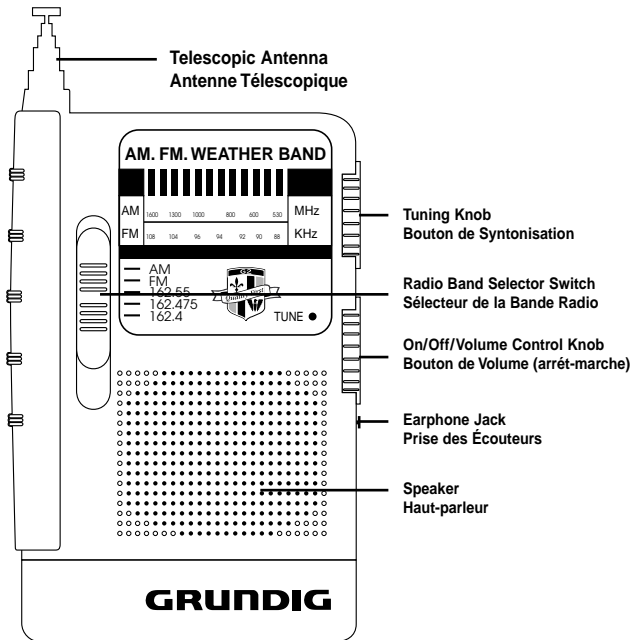 Telescopic Antenna
Antenne Télescopique
AM. FM. WEATHER BAND
AM 1600 1300 1000 800 600 530 MHz
FM 108 104 96 94 92 90 88 KHz
AM
FM
162.55
162.475
162.4
G2
Quality First
TUNE
Tuning Knob
Bouton de Syntonisation
Radio Band Selector Switch
Sélecteur de la Bande Radio
On/Off/Volume Control Knob
Bouton de Volume (arrét-marche)
Earphone Jack
Prise des Écouteurs
Speaker
Haut-parleur
GRUNDIG